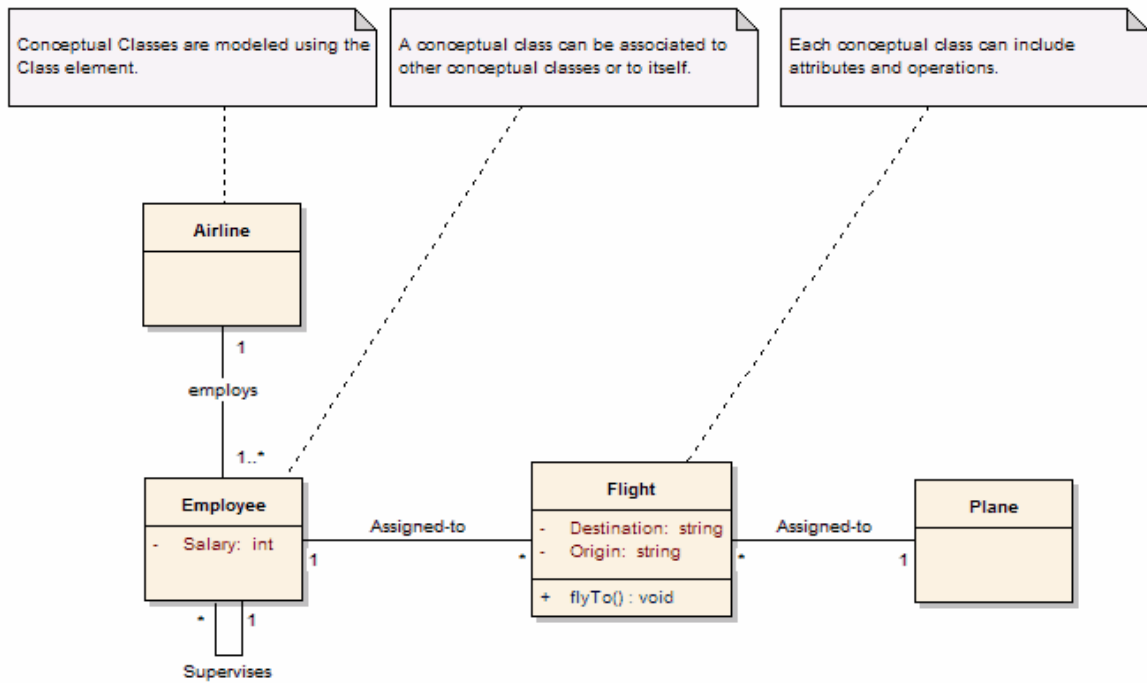 Conceptual Classes are modeled using the
Class element.
A conceptual class can be associated to
other conceptual classes or to itself.
Each conceptual class can include
attributes and operations.
Airline
1
employs
1..*
Employee
- Salary: int
Assigned-to
1
*
Flight
- Destination: string
- Origin: string
+ flyTo() : void
Assigned-to
*
1
Plane
*
1
Supervises